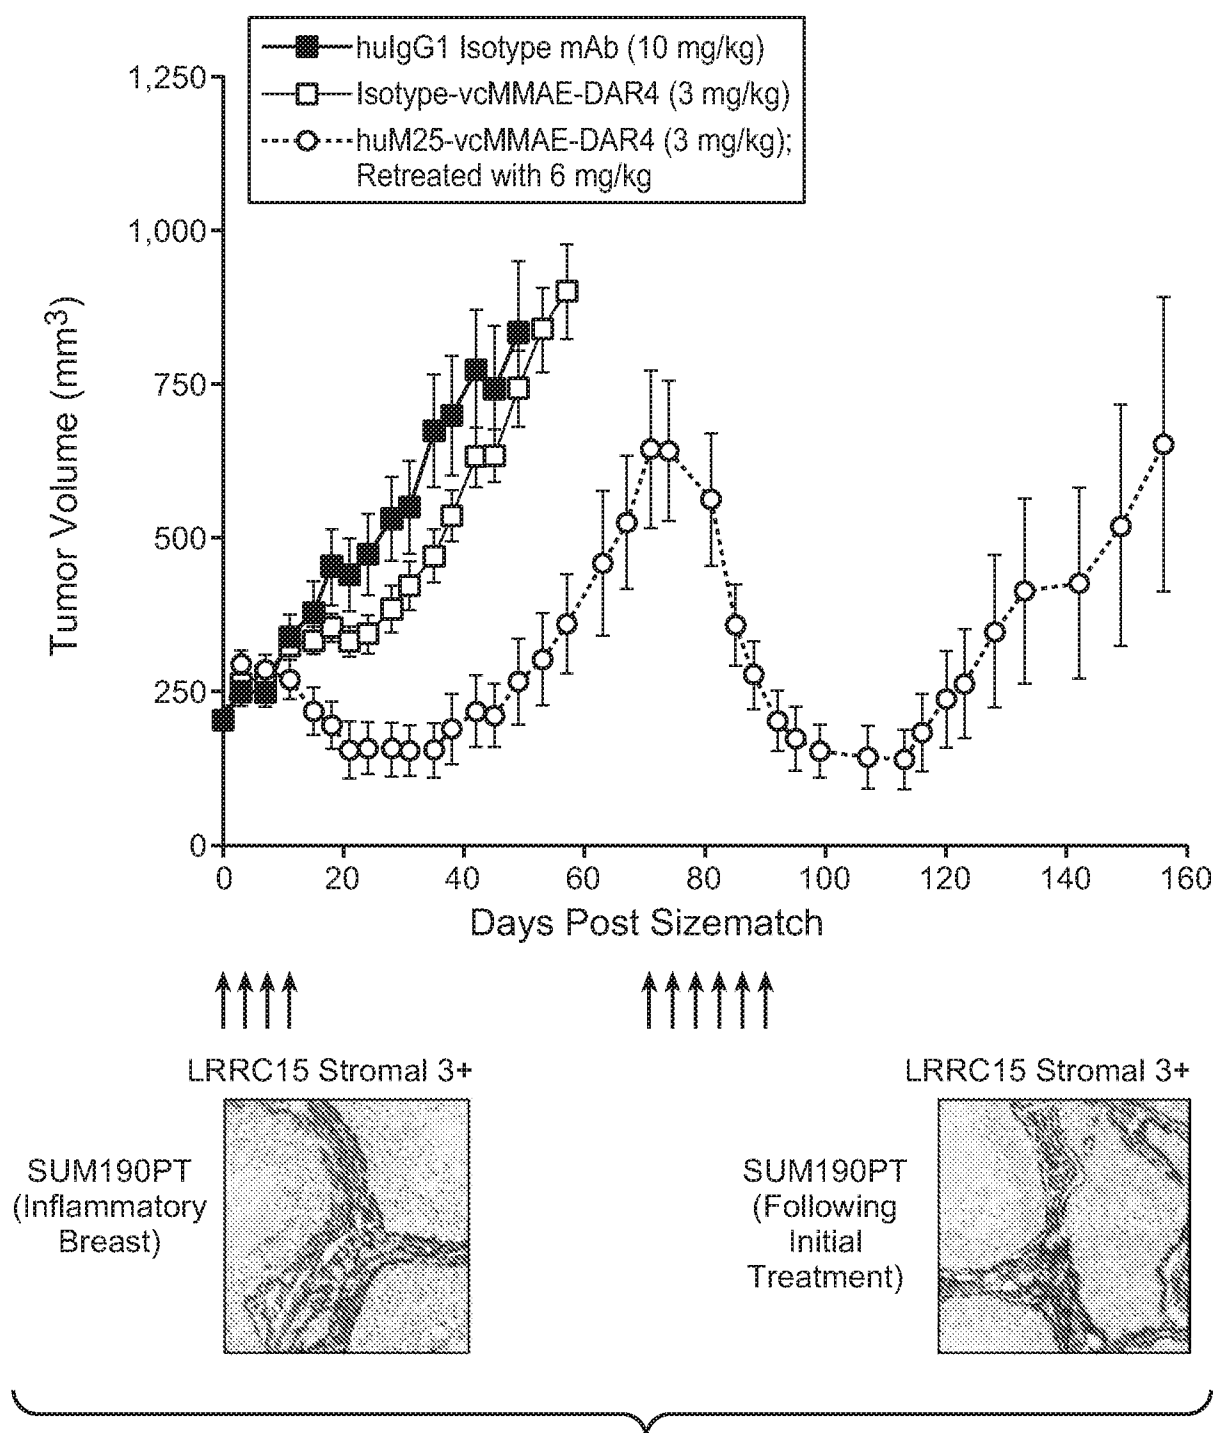 huIgG1 Isotype mAb (10 mg/kg)
Isotype-vcMMAE-DAR4 (3 mg/kg)
huM25-vcMMAE-DAR4 (3 mg/kg);
Retreated with 6 mg/kg
1,250
1,000
750
500
250
0
Tumor Volume (mm³)
0 20 40 60 80 100 120 140 160
Days Post Sizematch
LRRC15 Stromal 3+
SUM190PT
(Inflammatory
Breast)
LRRC15 Stromal 3+
SUM190PT
(Following
Initial
Treatment)